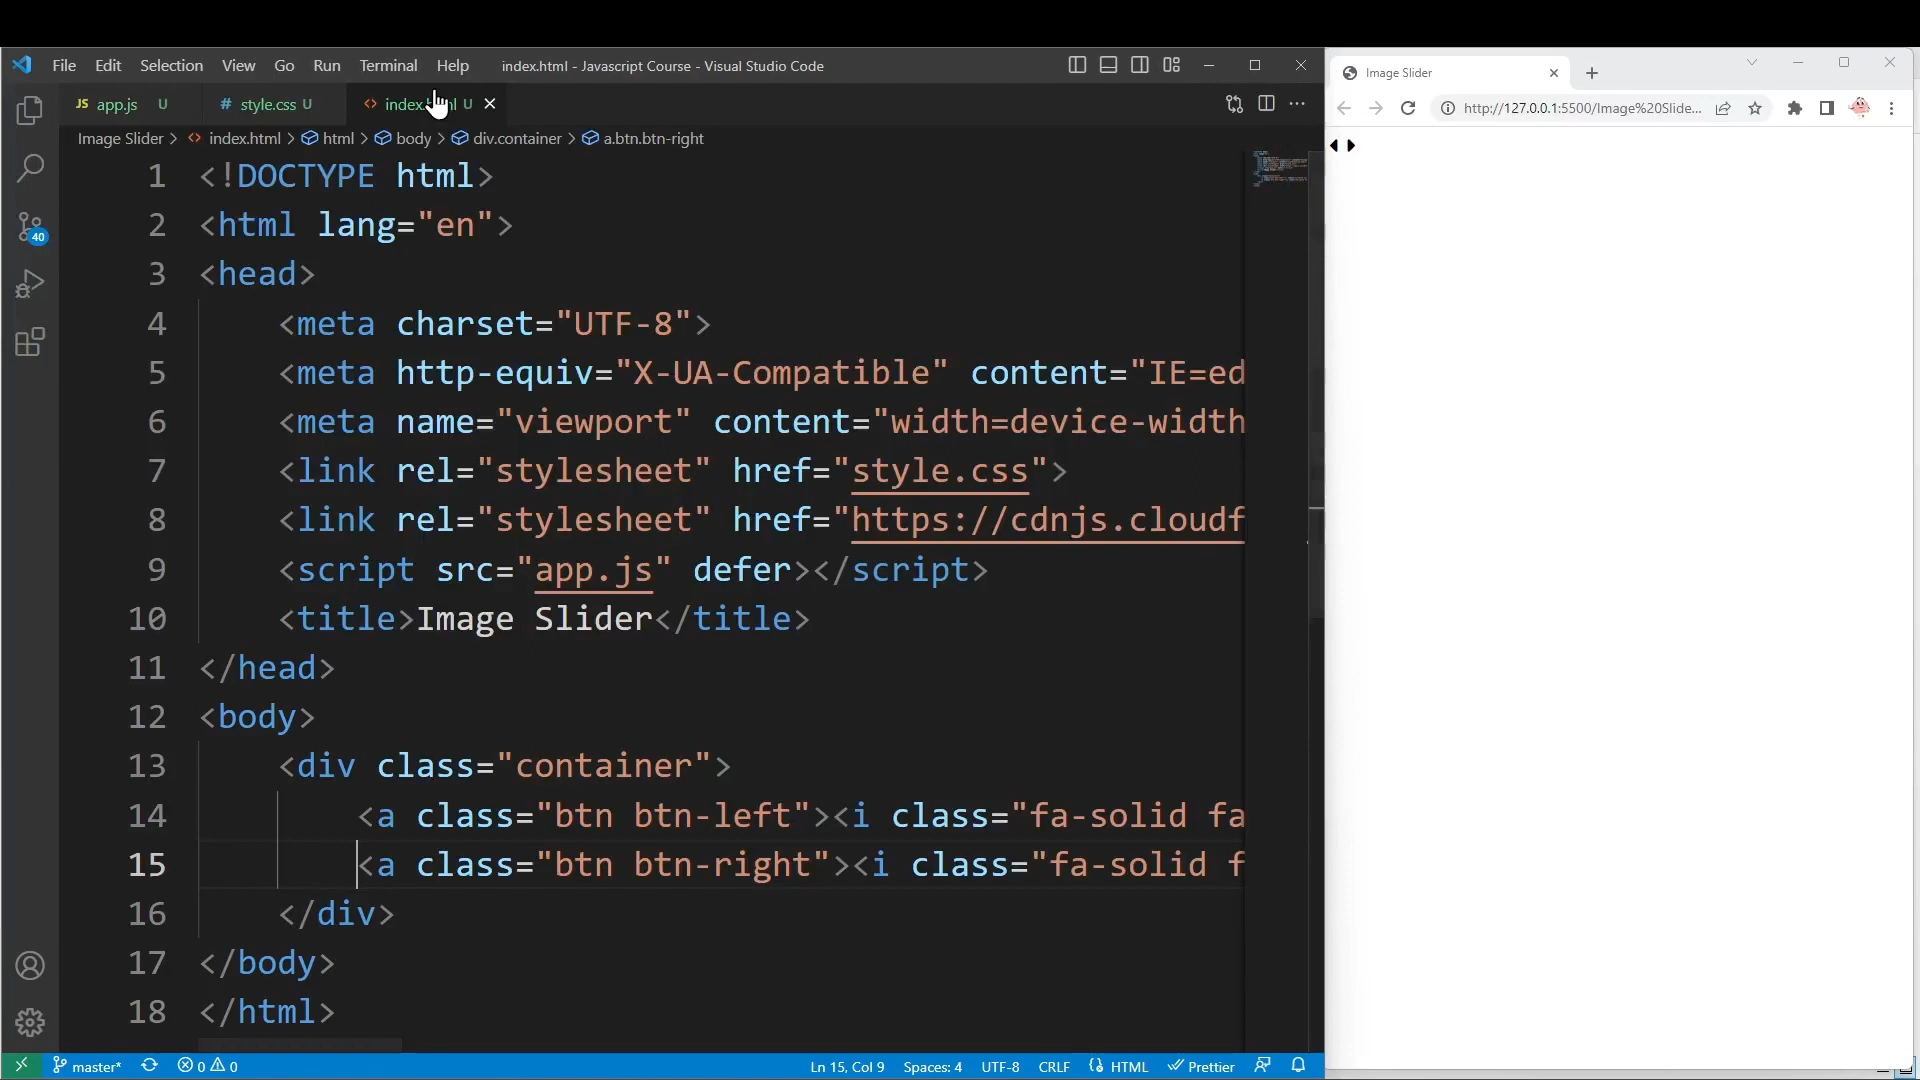 File Edit Selection View Go Run Terminal Help index.html - Javascript Course - Visual Studio Code
JS app.js U # style.css U <> index.html U
Image Slider > <> index.html > html > body > div.container > a.btn.btn-right
1 <!DOCTYPE html>
2 <html lang="en">
3 <head>
4 <meta charset="UTF-8">
5 <meta http-equiv="X-UA-Compatible" content="IE=ed
6 <meta name="viewport" content="width=device-width
7 <link rel="stylesheet" href="style.css">
8 <link rel="stylesheet" href="https://cdnjs.cloudf
9 <script src="app.js" defer></script>
10 <title>Image Slider</title>
11 </head>
12 <body>
13 <div class="container">
14 <a class="btn btn-left"><i class="fa-solid fa
15 <a class="btn btn-right"><i class="fa-solid f
16 </div>
17 </body>
18 </html>
40
master* 0 0 Ln 15, Col 9 Spaces: 4 UTF-8 CRLF HTML Prettier
Image Slider
http://127.0.0.1:5500/Image%20Slide...